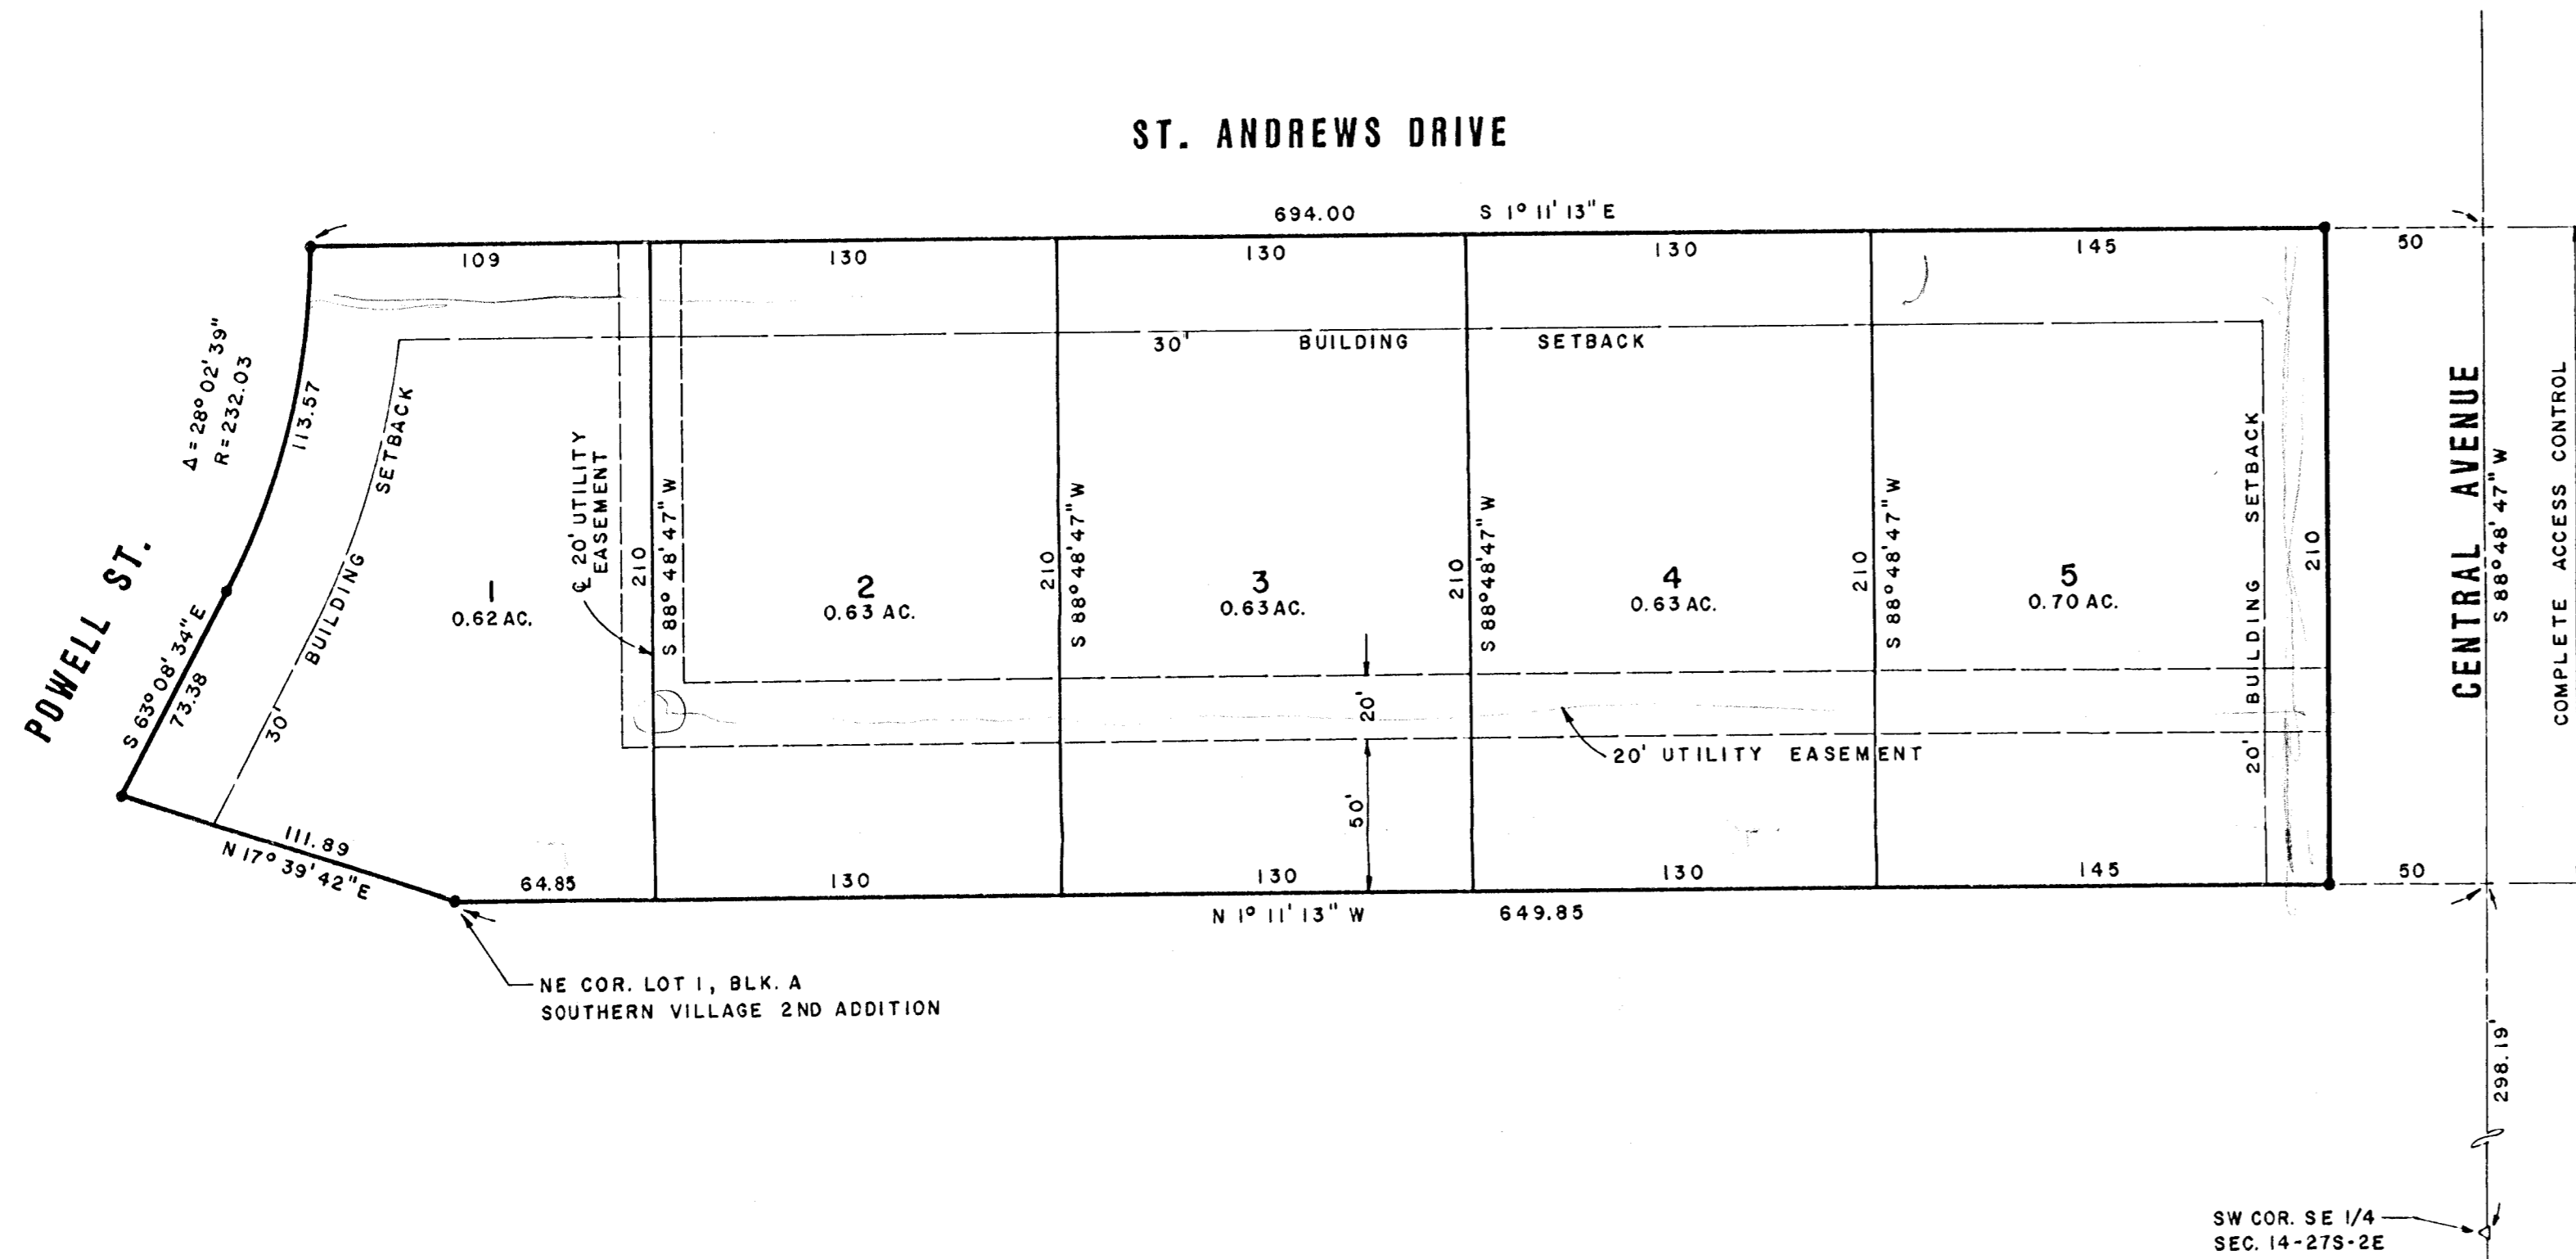 ST. ANDREWS DRIVE
694.00 S 1° 11' 13" E
109 130 130 130 145 50
30' BUILDING SETBACK
Δ = 28° 02' 39"
R = 232.03
113.57
30' BUILDING SETBACK
POWELL ST.
S 63° 08' 34" E
73.38
℄ 20' UTILITY
EASEMENT
210
S 88° 48' 47" W
210
S 88° 48' 47" W
210
S 88° 48' 47" W
210
S 88° 48' 47" W
210
1
0.62 AC.
2
0.63 AC.
3
0.63 AC.
4
0.63 AC.
5
0.70 AC.
20' BUILDING SETBACK
CENTRAL AVENUE
S 88° 48' 47" W
COMPLETE ACCESS CONTROL
20'
20' UTILITY EASEMENT
50'
111.89
N 17° 39' 42" E
64.85 130 130 130 145 50
N 1° 11' 13" W 649.85
NE COR. LOT 1, BLK. A
SOUTHERN VILLAGE 2ND ADDITION
298.19'
SW COR. SE 1/4
SEC. 14-27S-2E